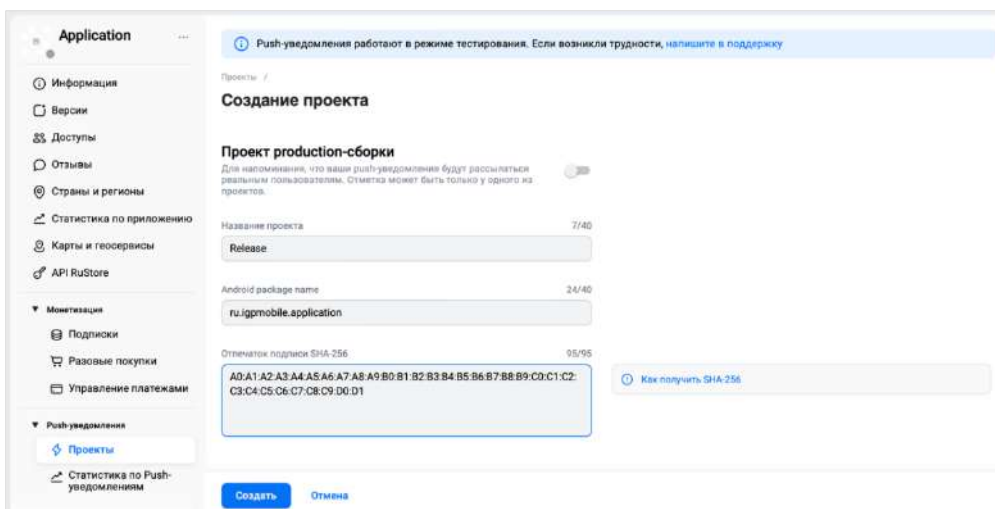 Application
...
Push-уведомления работают в режиме тестирования. Если возникли трудности, напишите в поддержку
Информация
Версии
Доступы
Отзывы
Страны и регионы
Статистика по приложению
Карты и геосервисы
API RuStore
Монетизация
Подписки
Разовые покупки
Управление платежами
Push-уведомления
Проекты
Статистика по Push-
уведомлениям
Проекты /
Создание проекта
Проект production-сборки
Для напоминания, что ваши push-уведомления будут рассылаться
реальным пользователям. Отметка может быть только у одного из
проектов.
Название проекта 7/40
Release
Android package name 24/40
ru.igpmobile.application
Отпечаток подписи SHA-256 95/95
A0:A1:A2:A3:A4:A5:A6:A7:A8:A9:B0:B1:B2:B3:B4:B5:B6:B7:B8:B9:C0:C1:C2:
C3:C4:C5:C6:C7:C8:C9:D0:D1
Как получить SHA-256
Создать Отмена